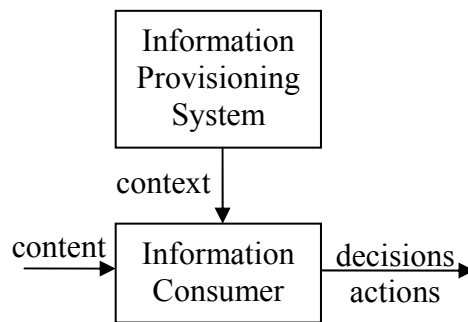 Information
Provisioning
System
context
content
Information
Consumer
decisions
actions